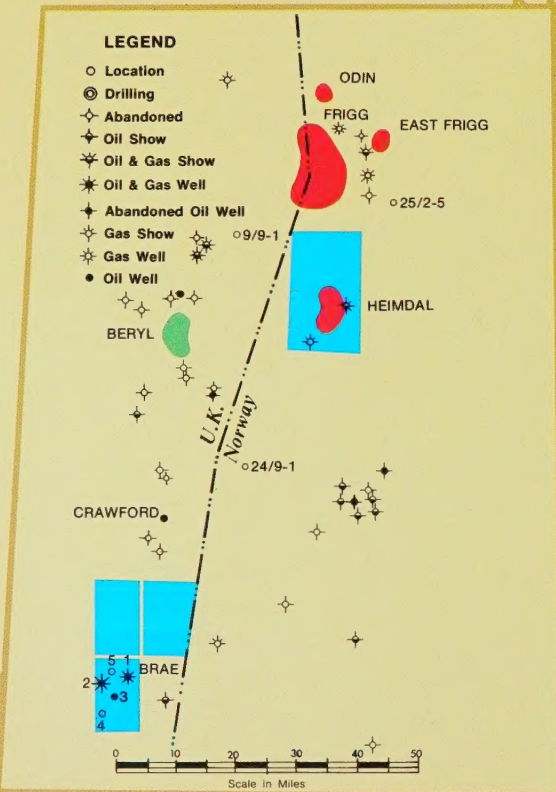 LEGEND
Location
Drilling
Abandoned
Oil Show
Oil & Gas Show
Oil & Gas Well
Abandoned Oil Well
Gas Show
Gas Well
Oil Well
ODIN
FRIGG
EAST FRIGG
25/2-5
9/9-1
HEIMDAL
BERYL
U.K.
Norway
24/9-1
CRAWFORD
5 1
BRAE
2
3
4
0 10 20 30 40 50
Scale in Miles